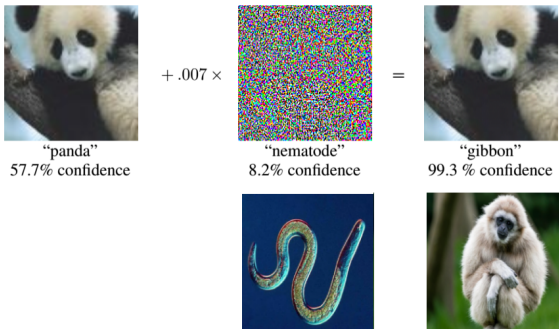 + .007 ×
=
“panda”
57.7% confidence
“nematode”
8.2% confidence
“gibbon”
99.3 % confidence